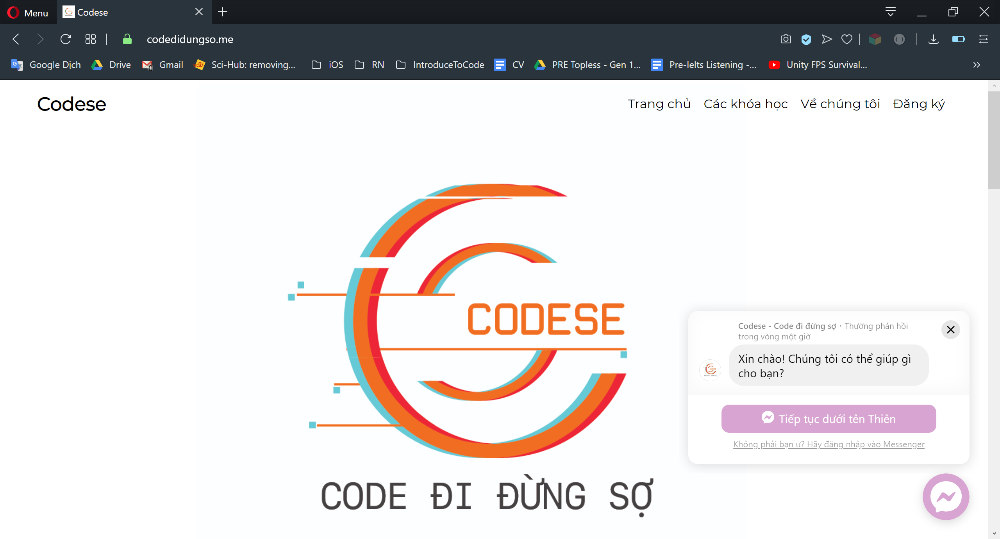 Menu
Codese
codedidungso.me
Google Dịch
Drive
Gmail
Sci-Hub: removing...
iOS
RN
IntroduceToCode
CV
PRE Topless - Gen 1...
Pre-Ielts Listening -...
Unity FPS Survival...
Codese
Trang chủ
Các khóa học
Về chúng tôi
Đăng ký
CODESE
CODE ĐI ĐỪNG SỢ
Codese - Code đi đừng sợ · Thường phản hồi
trong vòng một giờ
Xin chào! Chúng tôi có thể giúp gì
cho bạn?
Tiếp tục dưới tên Thiên
Không phải bạn ư? Hãy đăng nhập vào Messenger